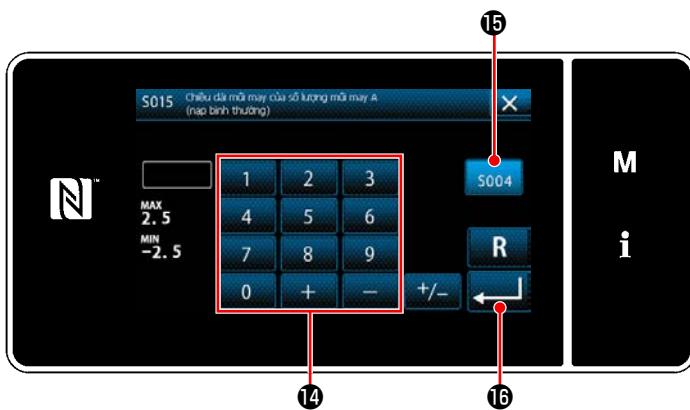 ⓯
S015 Chiều dài mũi may của số lượng mũi may A
(nạp bình thường)
X
1 2 3
S004
M
MAX
2.5
4 5 6
MIN
-2.5
7 8 9
R
i
0 + − +/−
⓮ ⓰